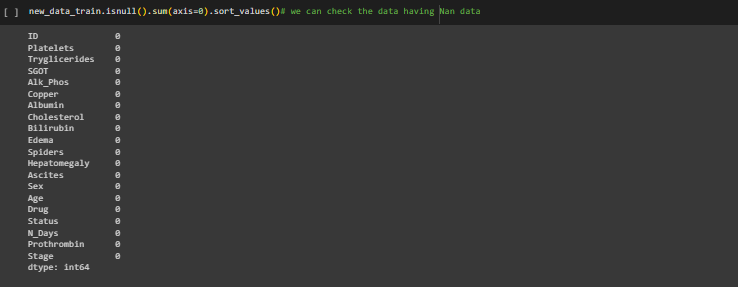 [ ] new_data_train.isnull().sum(axis=0).sort_values()# we can check the data having Nan data
ID 0
Platelets 0
Tryglicerides 0
SGOT 0
Alk_Phos 0
Copper 0
Albumin 0
Cholesterol 0
Bilirubin 0
Edema 0
Spiders 0
Hepatomegaly 0
Ascites 0
Sex 0
Age 0
Drug 0
Status 0
N_Days 0
Prothrombin 0
Stage 0
dtype: int64